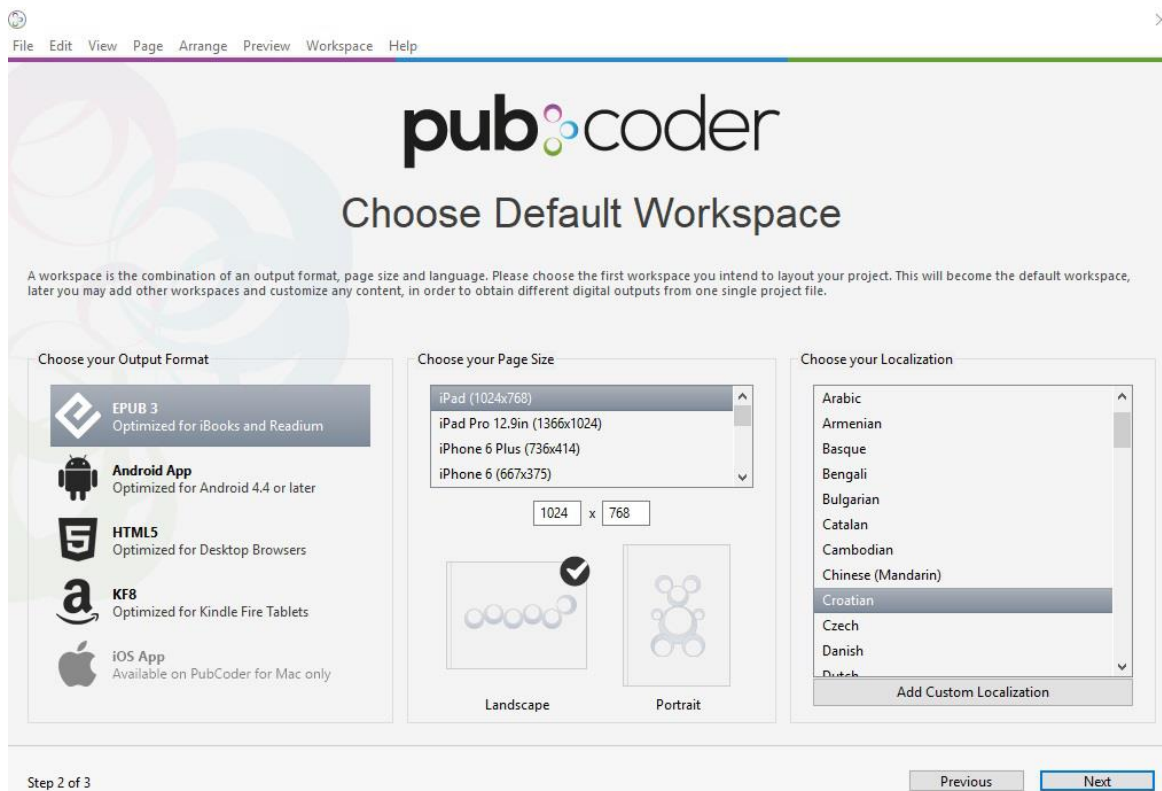 File Edit View Page Arrange Preview Workspace Help
pubcoder
Choose Default Workspace
A workspace is the combination of an output format, page size and language. Please choose the first workspace you intend to layout your project. This will become the default workspace,
later you may add other workspaces and customize any content, in order to obtain different digital outputs from one single project file.
Choose your Output Format
EPUB 3
Optimized for iBooks and Readium
Android App
Optimized for Android 4.4 or later
HTML5
Optimized for Desktop Browsers
KF8
Optimized for Kindle Fire Tablets
iOS App
Available on PubCoder for Mac only
Choose your Page Size
iPad (1024x768)
iPad Pro 12.9in (1366x1024)
iPhone 6 Plus (736x414)
iPhone 6 (667x375)
1024 x 768
Landscape Portrait
Choose your Localization
Arabic
Armenian
Basque
Bengali
Bulgarian
Catalan
Cambodian
Chinese (Mandarin)
Croatian
Czech
Danish
Dutch
Add Custom Localization
Step 2 of 3
Previous Next